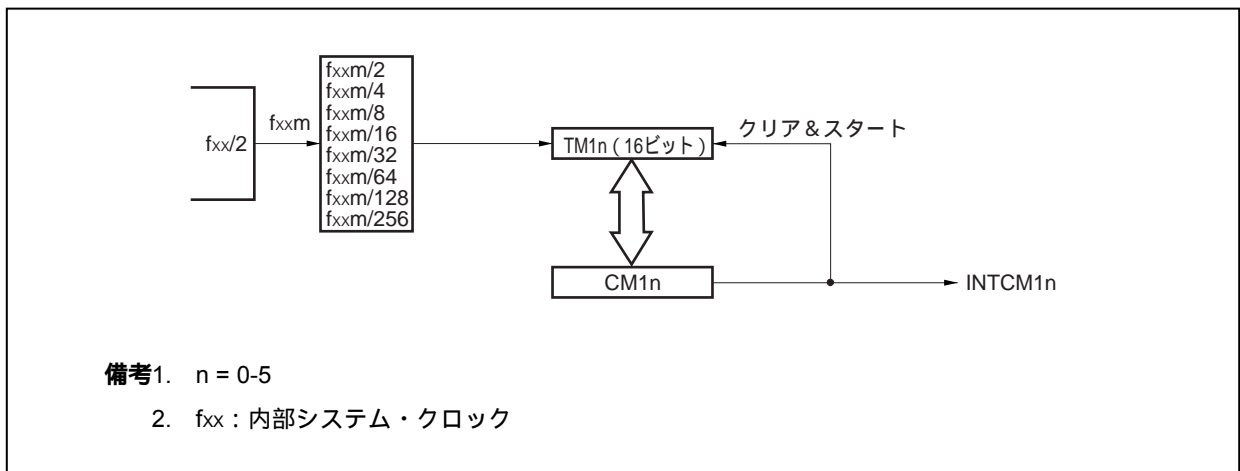 fxx/2
fxxm
fxxm/2
fxxm/4
fxxm/8
fxxm/16
fxxm/32
fxxm/64
fxxm/128
fxxm/256
TM1n（16ビット）
クリア＆スタート
CM1n
INTCM1n
備考1. n = 0-5
2. fxx：内部システム・クロック